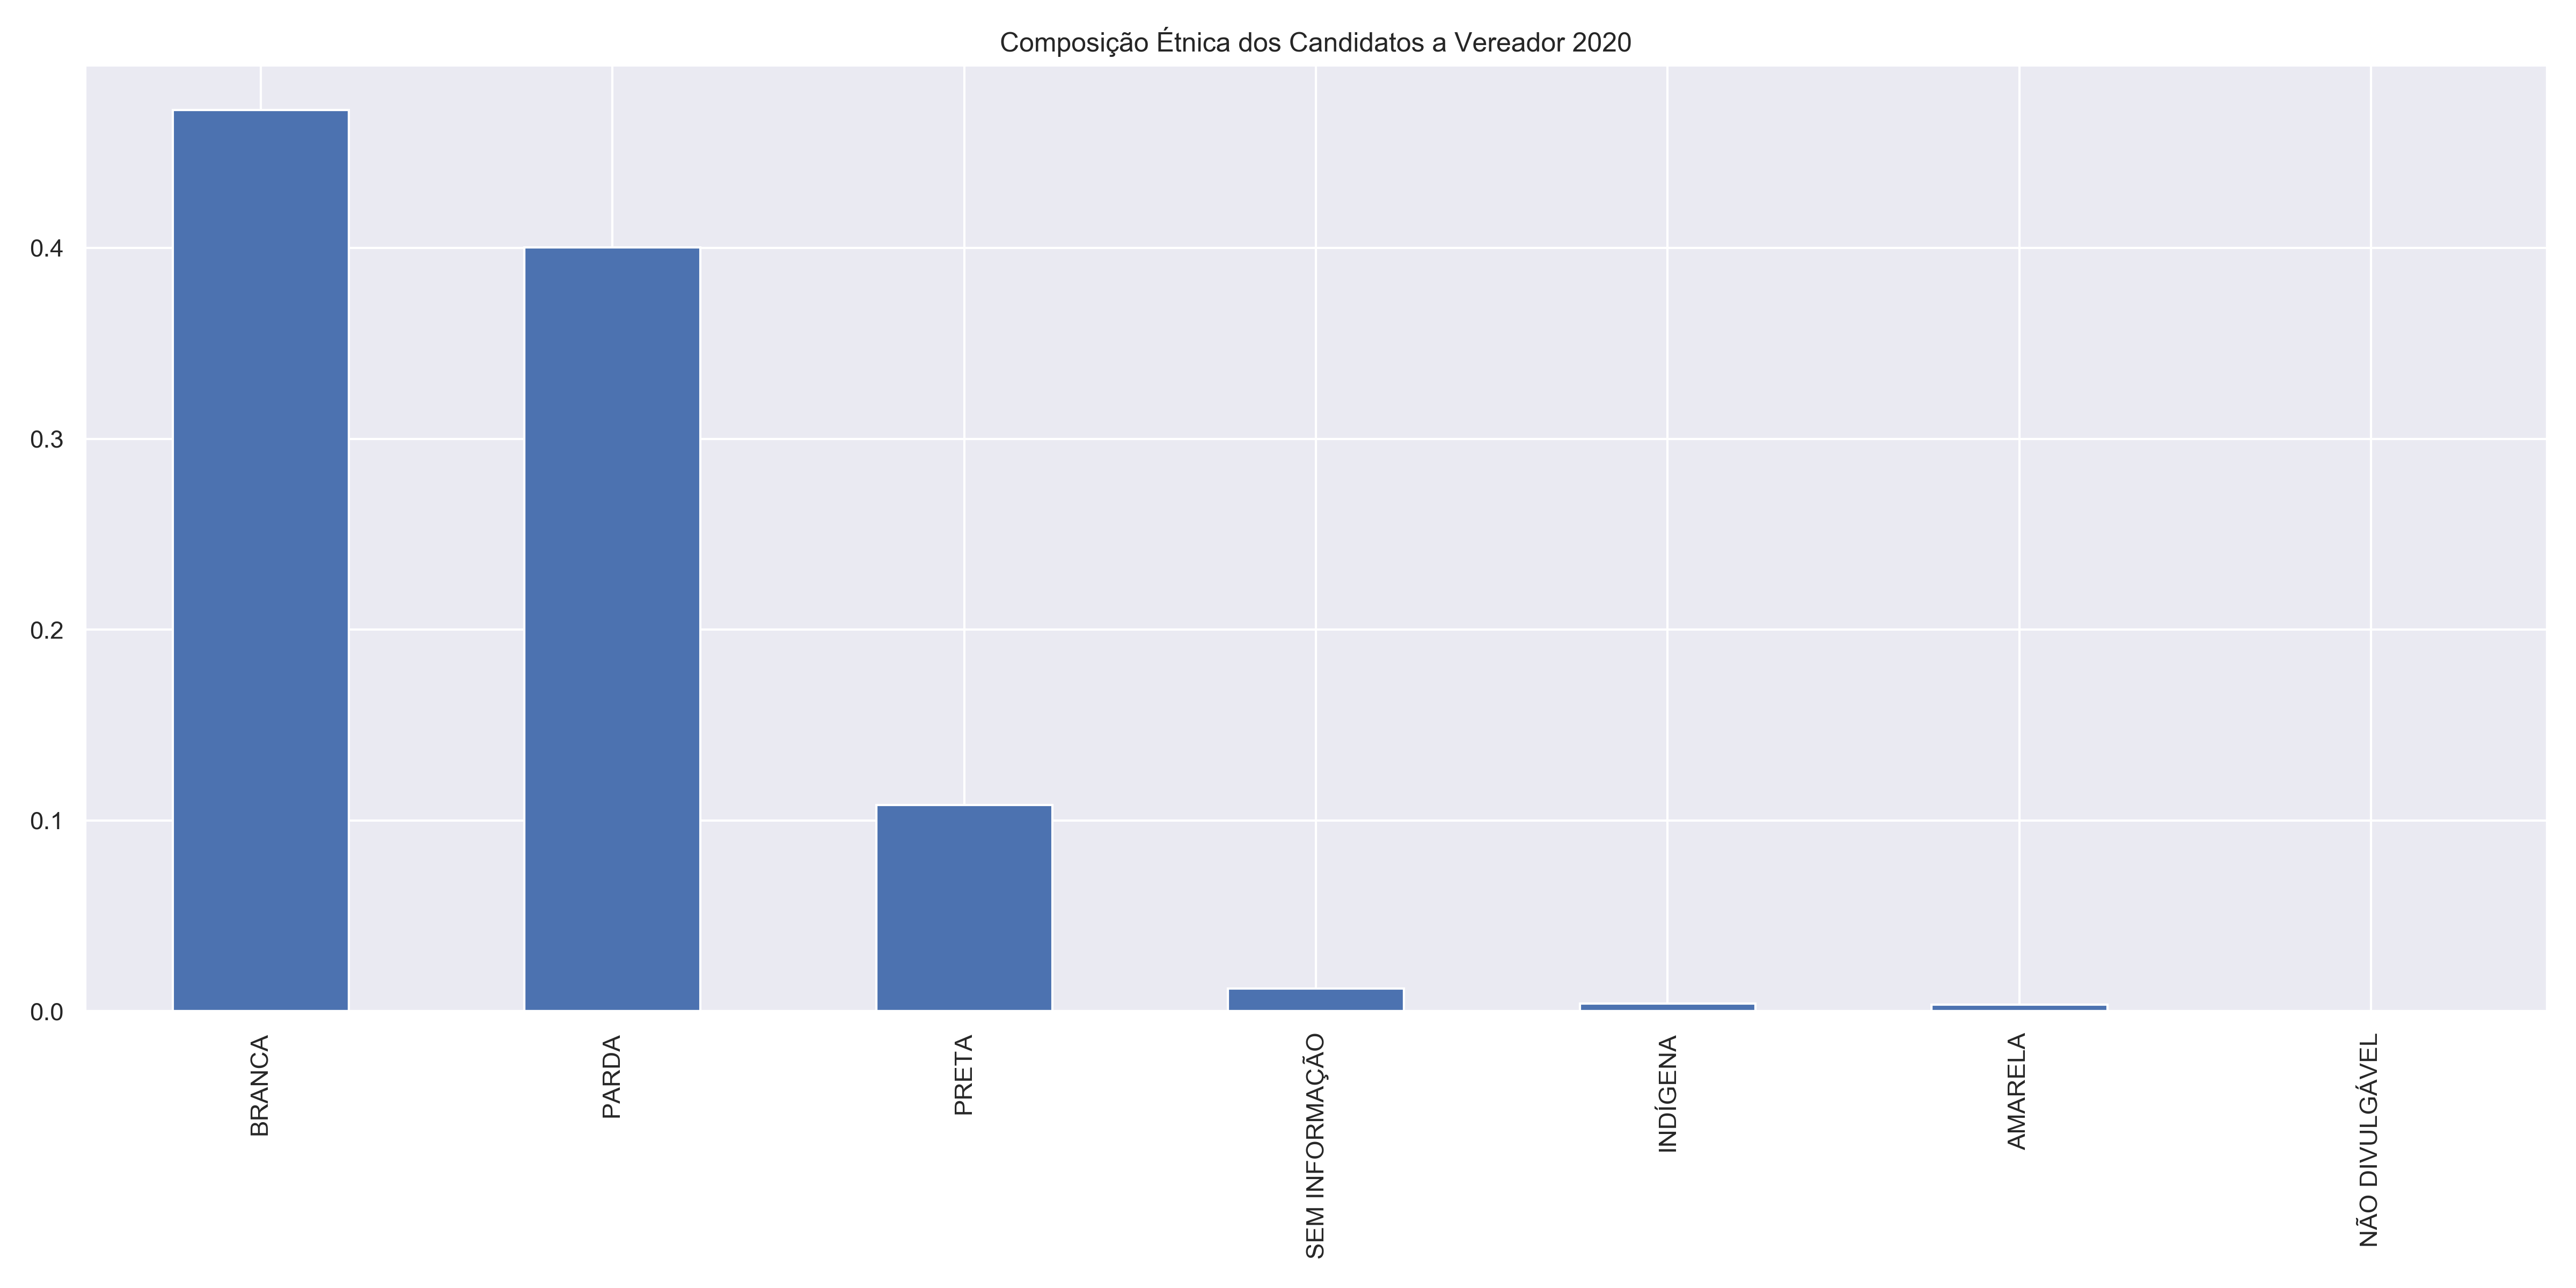 Composição Étnica dos Candidatos a Vereador 2020
0.4
0.3
0.2
0.1
0.0
BRANCA
PARDA
PRETA
SEM INFORMAÇÃO
INDÍGENA
AMARELA
NÃO DIVULGÁVEL